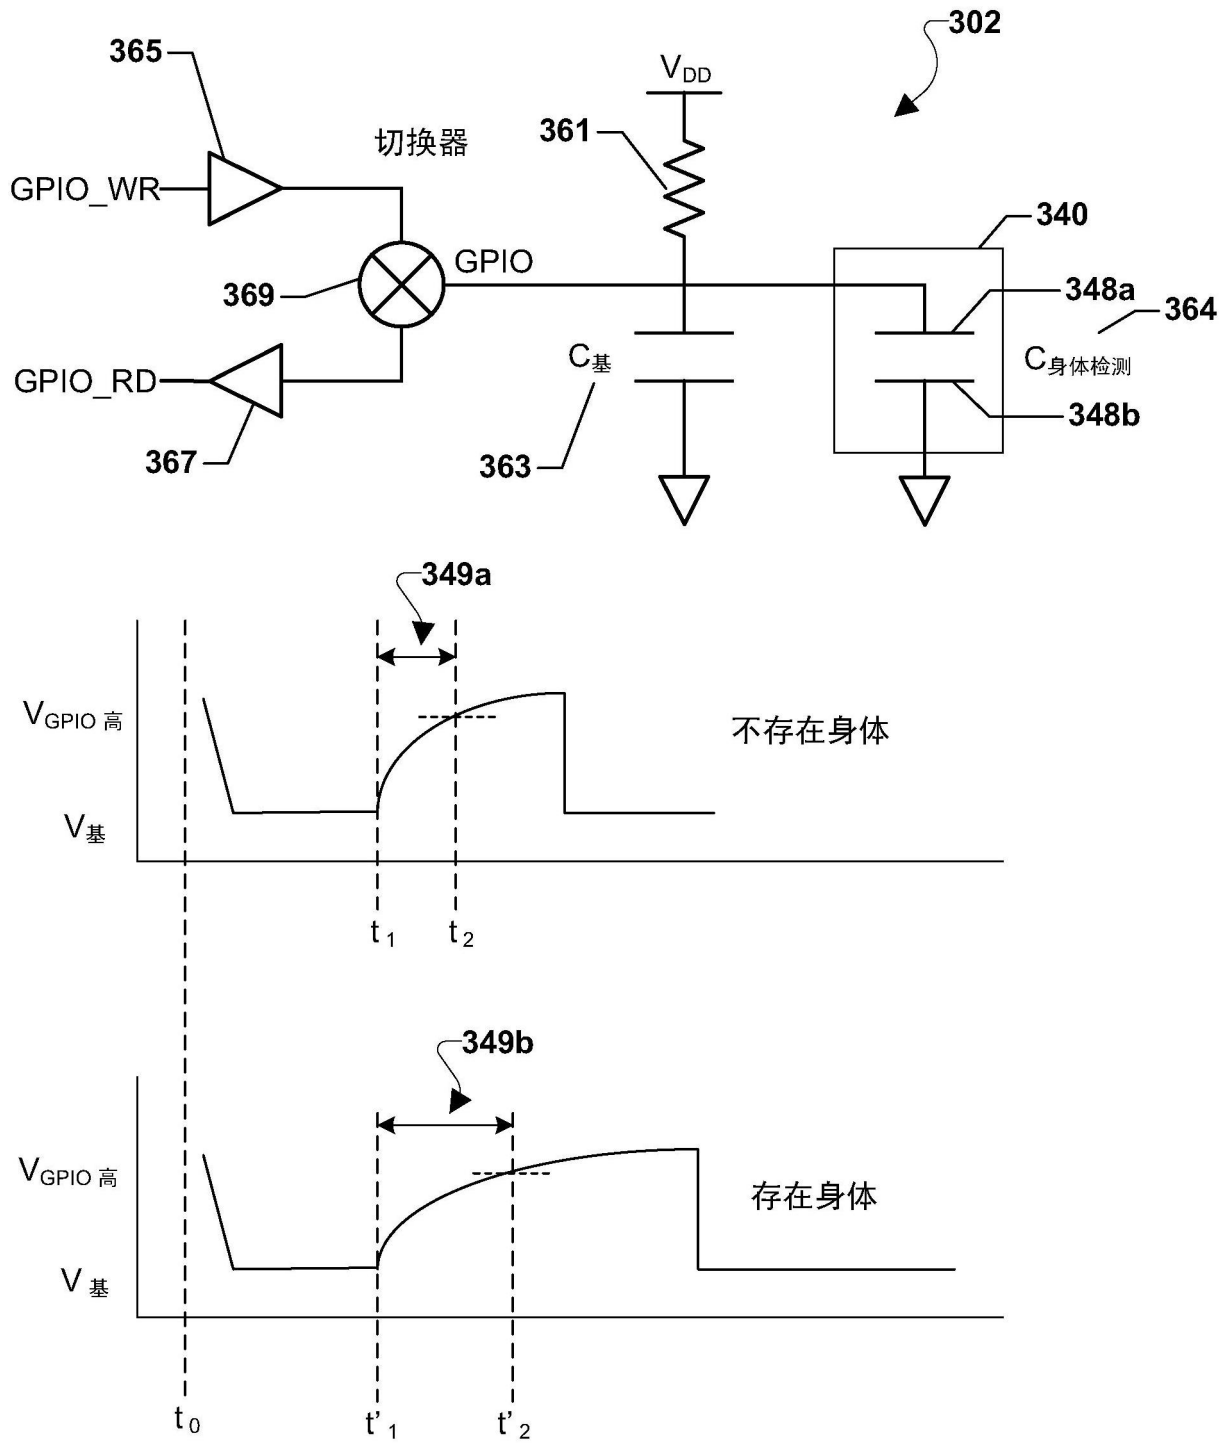 302
365
VDD
切换器
361
GPIO_WR
340
GPIO
369
348a
364
C基
C身体检测
GPIO_RD
348b
367
363
349a
VGPIO 高
不存在身体
V基
t1
t2
349b
VGPIO 高
存在身体
V 基
t0
t'1
t'2